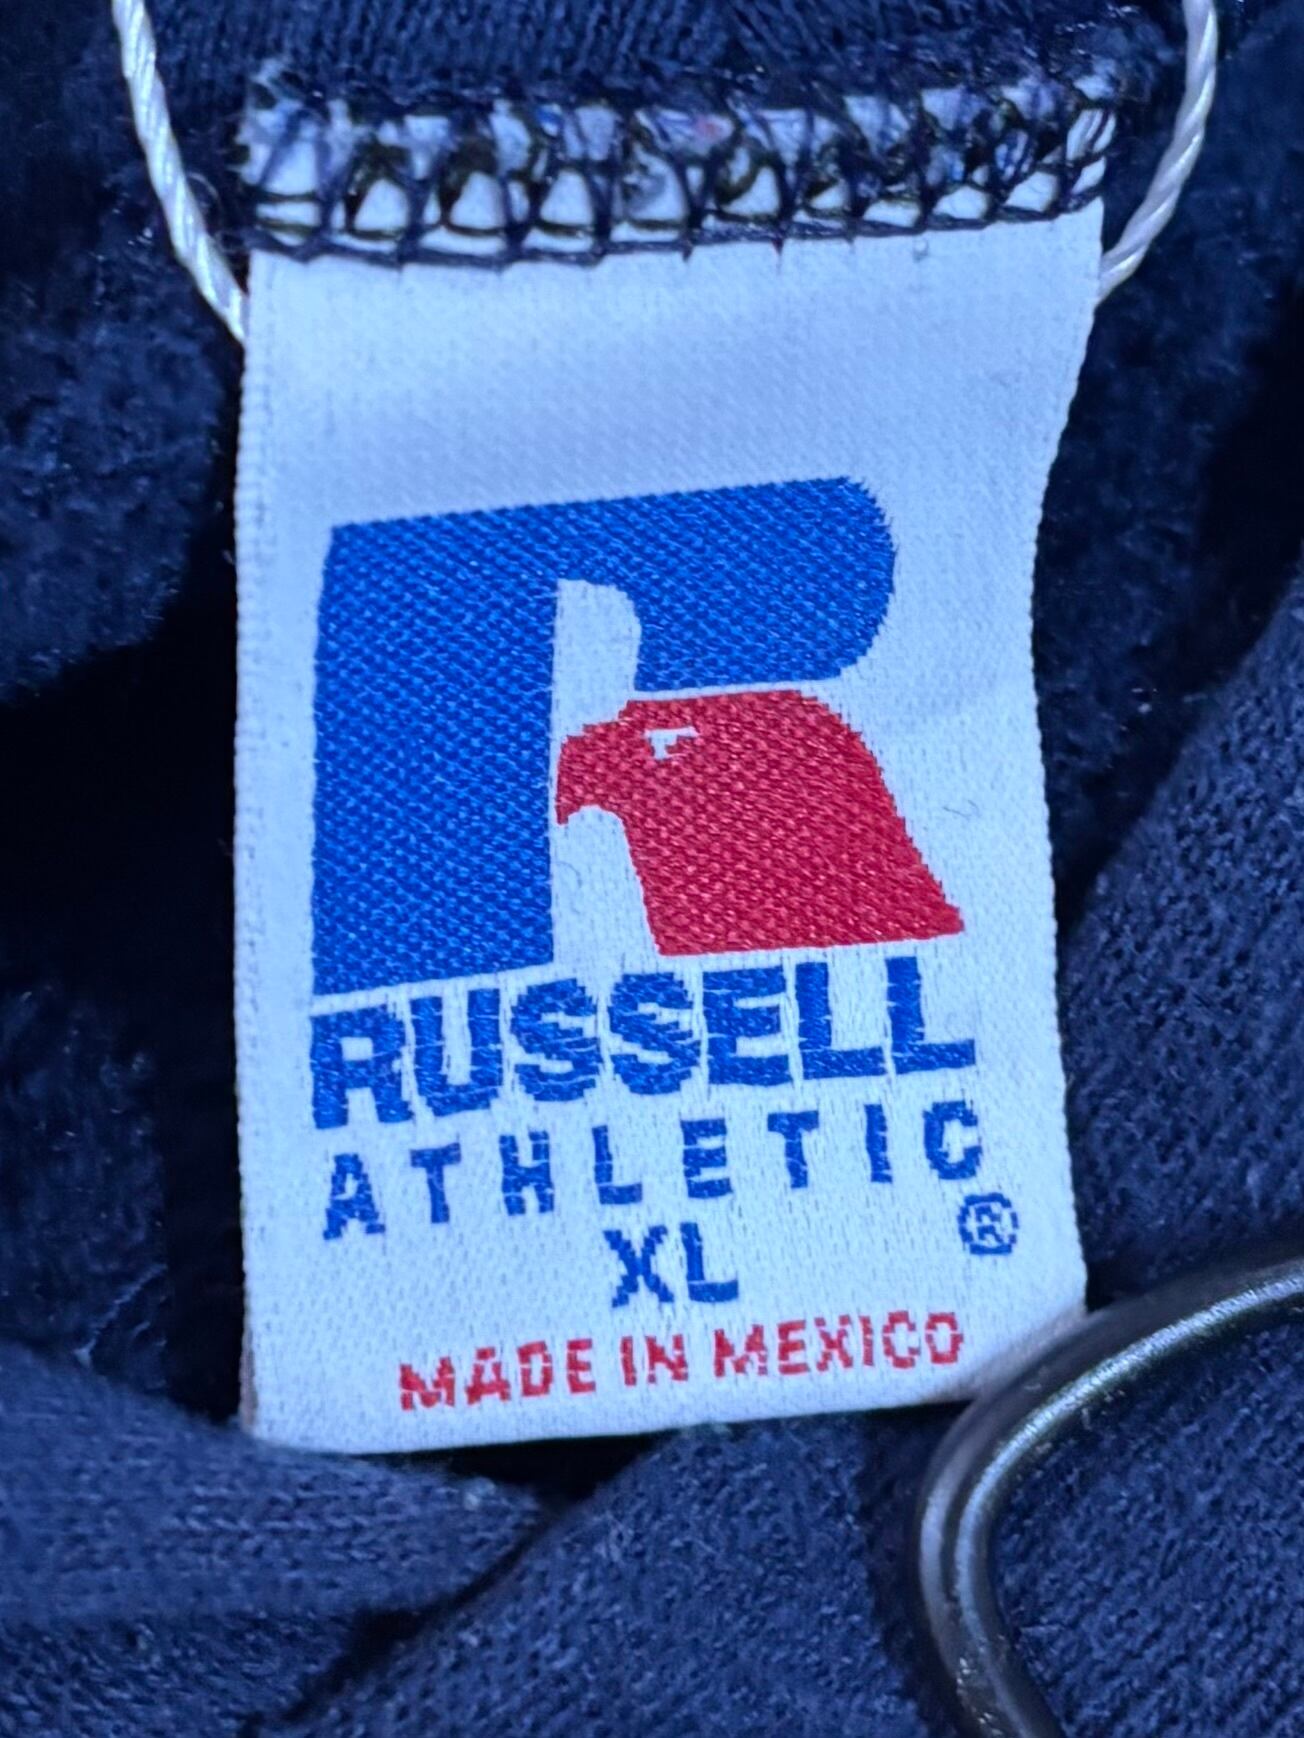 RUSSELL
ATHLETIC
®
XL
MADE IN MEXICO